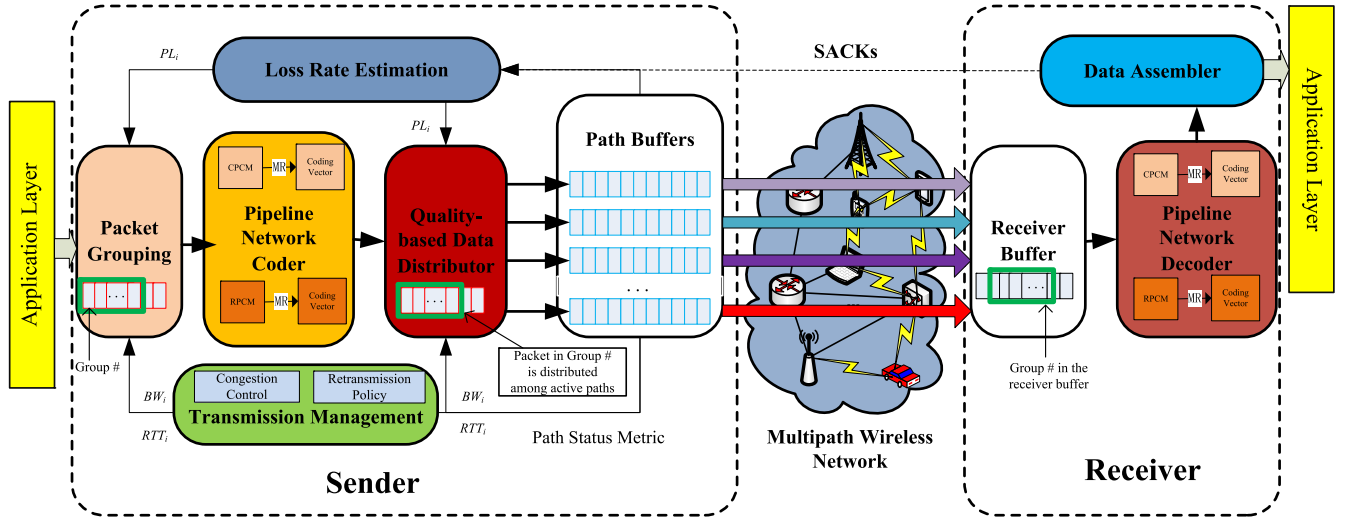 Application Layer
PLi
Loss Rate Estimation
PLi
SACKs
Data Assembler
Application Layer
Packet
Grouping
...
Group #
CPCM
MR
Coding
Vector
Pipeline
Network
Coder
RPCM
MR
Coding
Vector
Quality-
based Data
Distributor
...
Packet in Group #
is distributed
among active paths
Path Buffers
...
Receiver
Buffer
...
Group # in the
receiver buffer
CPCM
MR
Coding
Vector
Pipeline
Network
Decoder
RPCM
MR
Coding
Vector
Congestion
Control
Retransmission
Policy
Transmission Management
BWi
RTTi
BWi
RTTi
Path Status Metric
Multipath Wireless
Network
Sender
Receiver